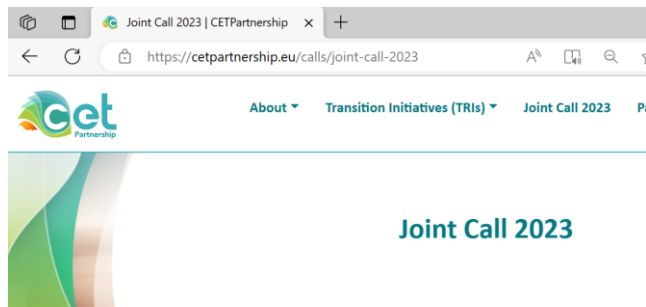 Joint Call 2023 | CETPartnership
https://cetpartnership.eu/calls/joint-call-2023
cet
Partnership
About
Transition Initiatives (TRIs)
Joint Call 2023
Joint Call 2023